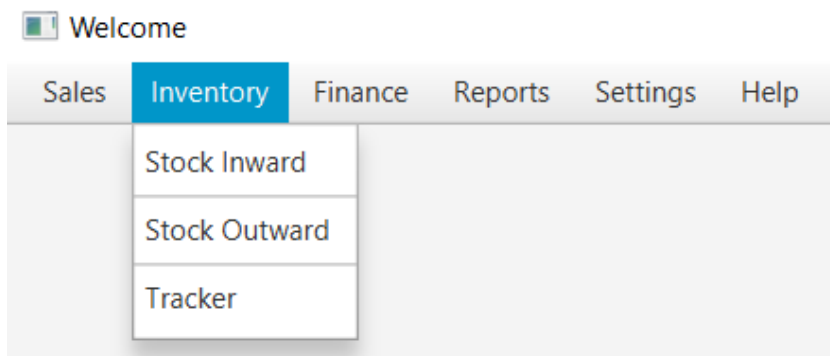 Welcome
Sales Inventory Finance Reports Settings Help
Stock Inward
Stock Outward
Tracker